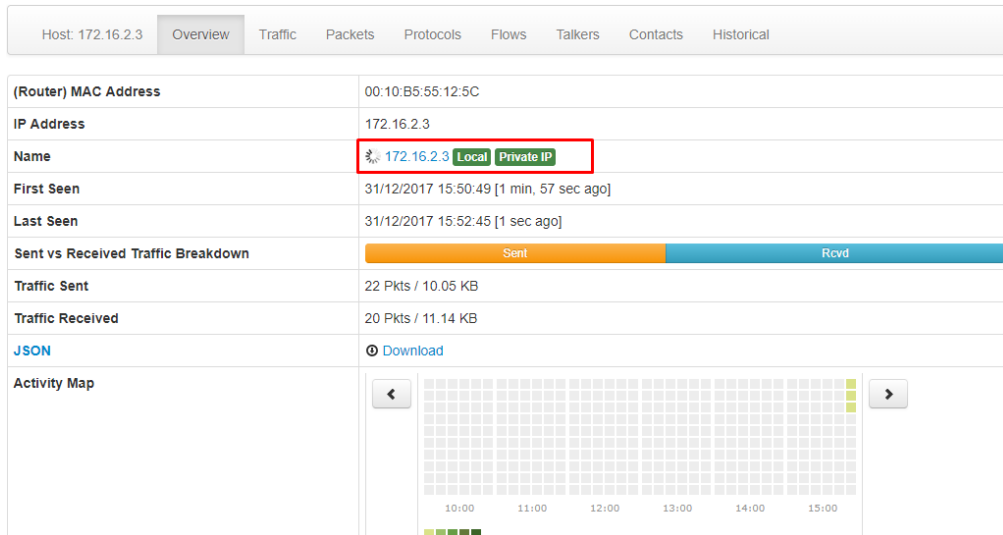 Host: 172.16.2.3 Overview Traffic Packets Protocols Flows Talkers Contacts Historical
(Router) MAC Address 00:10:B5:55:12:5C
IP Address 172.16.2.3
Name 172.16.2.3 Local Private IP
First Seen 31/12/2017 15:50:49 [1 min, 57 sec ago]
Last Seen 31/12/2017 15:52:45 [1 sec ago]
Sent vs Received Traffic Breakdown Sent Rcvd
Traffic Sent 22 Pkts / 10.05 KB
Traffic Received 20 Pkts / 11.14 KB
JSON Download
Activity Map
10:00 11:00 12:00 13:00 14:00 15:00